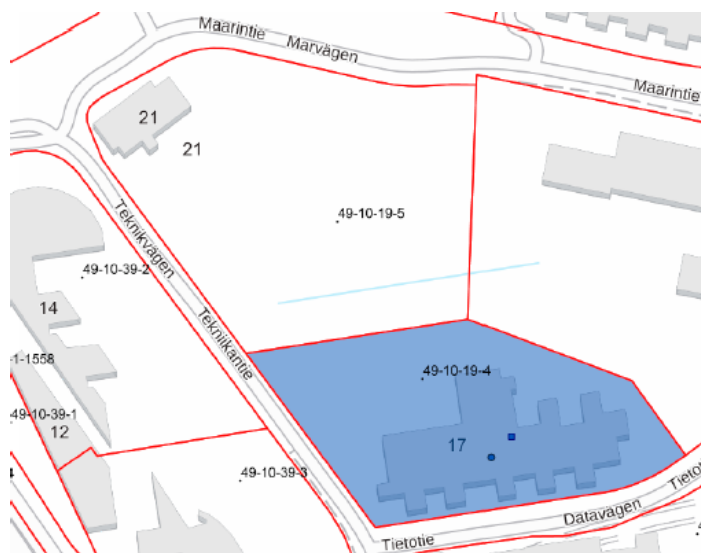 Maarintie
Marvägen
Maarintie
21
21
49-10-19-5
Teknikvägen
49-10-39-2
14
Tekniikantie
-1-1558
49-10-19-4
49-10-39-1
12
17
49-10-39-3
Tietotie
Datavägen
Tietotie